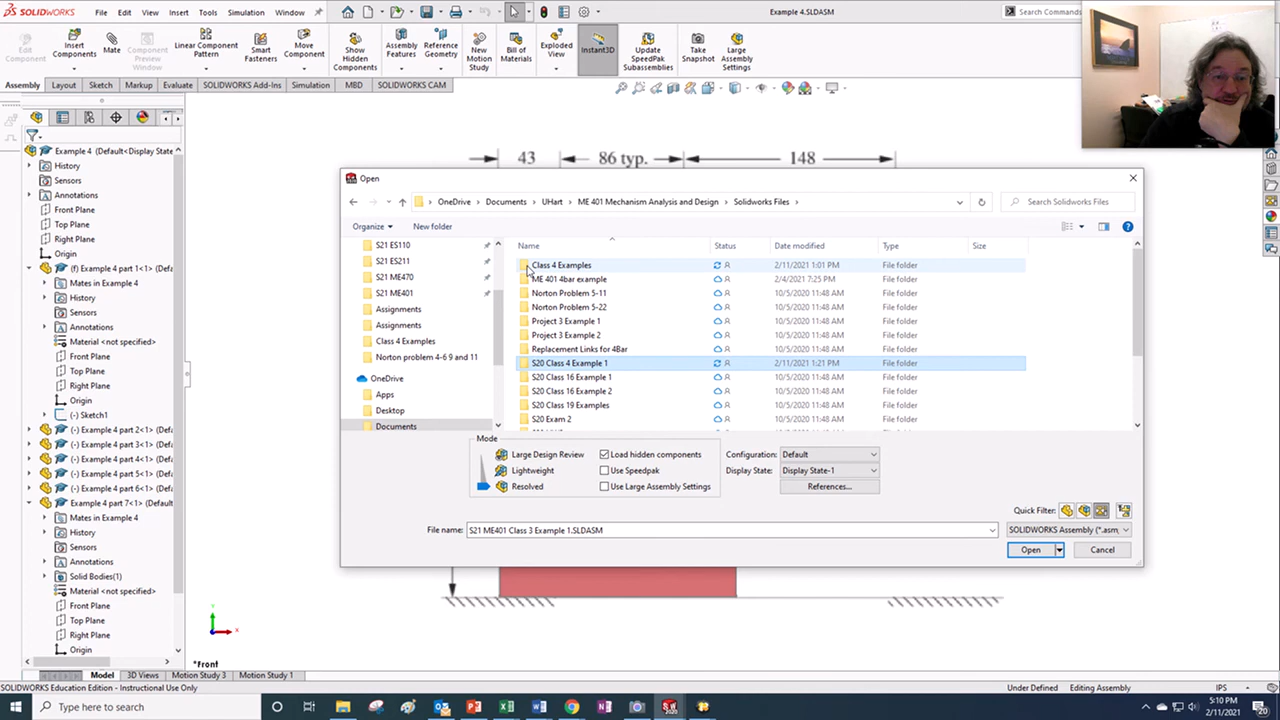 SOLIDWORKS File Edit View Insert Tools Simulation Window Example 4.SLDASM Search Commands
Edit Component Insert Components Mate Component Preview Window Linear Component Pattern Smart Fasteners Move Component Show Hidden Components Assembly Features Reference Geometry New Motion Study Bill of Materials Exploded View Instant3D Update SpeedPak Subassemblies Take Snapshot Large Assembly Settings
Assembly Layout Sketch Markup Evaluate SOLIDWORKS Add-Ins MBD SOLIDWORKS CAM
Example 4 (Default<Display State
History
Sensors
Annotations
Front Plane
Top Plane
Right Plane
Origin
(f) Example 4 part 1<1> (Def
Mates in Example 4
History
Sensors
Annotations
Material <not specified>
Front Plane
Top Plane
Right Plane
Origin
(-) Sketch1
(-) Example 4 part 2<1> (Def
(-) Example 4 part 3<1> (Def
(-) Example 4 part 4<1> (Def
(-) Example 4 part 5<1> (Def
(-) Example 4 part 6<1> (Def
Example 4 part 7<1> (Defau
Mates in Example 4
History
Sensors
Annotations
Solid Bodies(1)
Material <not specified>
Front Plane
Top Plane
Right Plane
Origin
43 86 typ. 148
Open
OneDrive > Documents > UHart > ME 401 Mechanism Analysis and Design > Solidworks Files > Search Solidworks Files
Organize New folder
S21 ES110
S21 ES211
S21 ME470
S21 ME401
Assignments
Assignments
Class 4 Examples
Norton problem 4-6 9 and 11
OneDrive
Apps
Desktop
Documents
Name Status Date modified Type Size
Class 4 Examples 2/11/2021 1:01 PM File folder
ME 401 4bar example 2/4/2021 7:25 PM File folder
Norton Problem 5-11 10/5/2020 11:48 AM File folder
Norton Problem 5-22 10/5/2020 11:48 AM File folder
Project 3 Example 1 10/5/2020 11:48 AM File folder
Project 3 Example 2 10/5/2020 11:48 AM File folder
Replacement Links for 4Bar 10/5/2020 11:48 AM File folder
S20 Class 4 Example 1 2/11/2021 1:21 PM File folder
S20 Class 16 Example 1 10/5/2020 11:48 AM File folder
S20 Class 16 Example 2 10/5/2020 11:48 AM File folder
S20 Class 19 Examples 10/5/2020 11:48 AM File folder
S20 Exam 2 10/5/2020 11:48 AM File folder
Mode
Large Design Review Load hidden components Configuration: Default
Lightweight Use Speedpak Display State: Display State-1
Resolved Use Large Assembly Settings References...
Quick Filter:
File name: S21 ME401 Class 3 Example 1.SLDASM SOLIDWORKS Assembly (*.asm;
Open Cancel
*Front
Model 3D Views Motion Study 3 Motion Study 1
SOLIDWORKS Education Edition - Instructional Use Only Under Defined Editing Assembly IPS
Type here to search 5:10 PM
2/11/2021 20